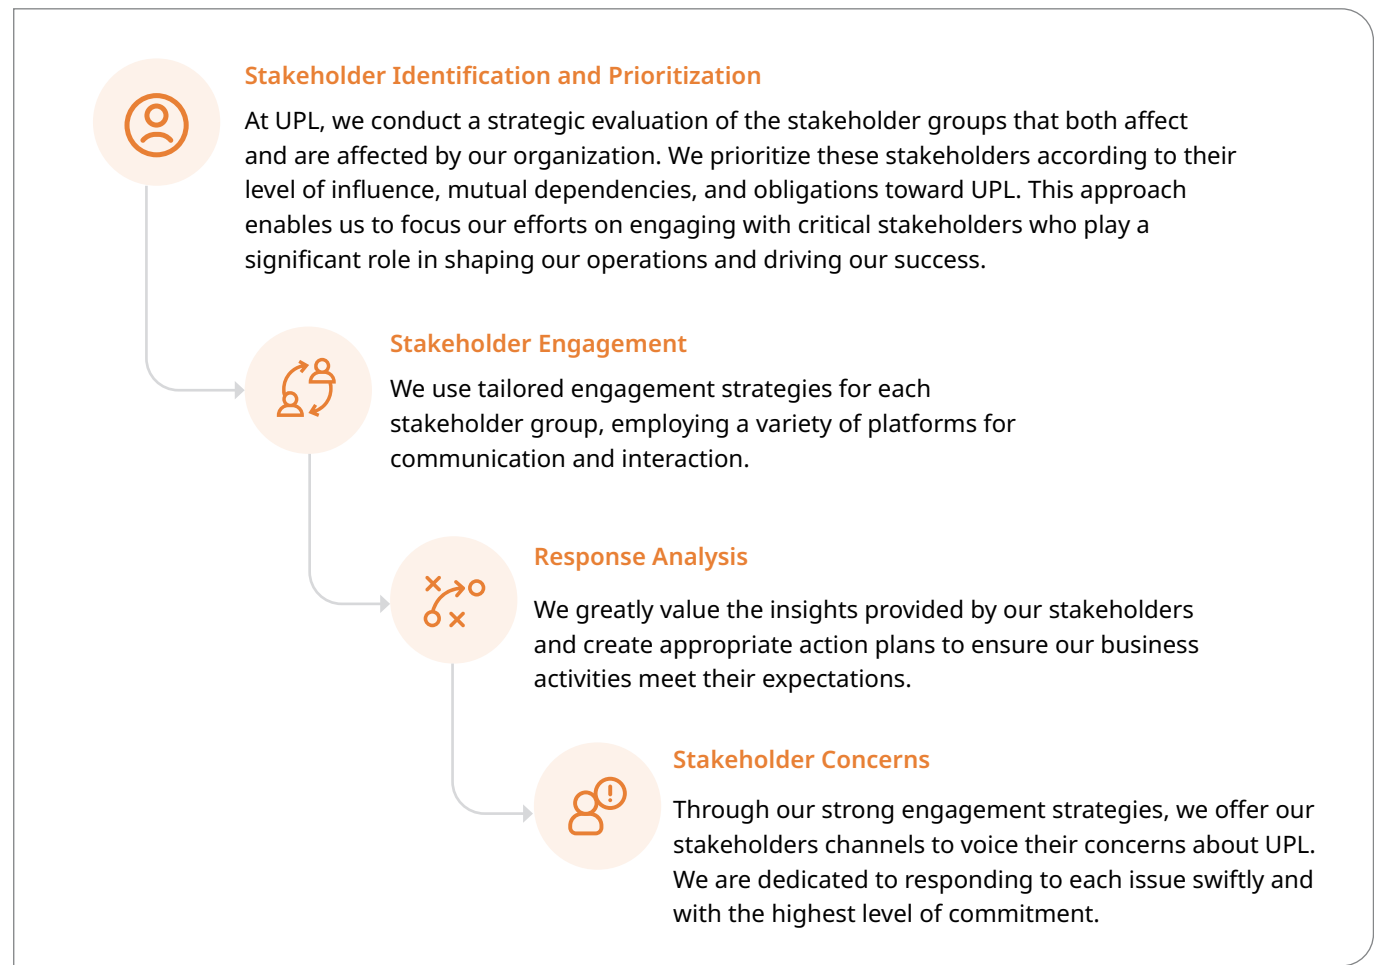 Stakeholder Identification and Prioritization
At UPL, we conduct a strategic evaluation of the stakeholder groups that both affect
and are affected by our organization. We prioritize these stakeholders according to their
level of influence, mutual dependencies, and obligations toward UPL. This approach
enables us to focus our efforts on engaging with critical stakeholders who play a
significant role in shaping our operations and driving our success.
Stakeholder Engagement
We use tailored engagement strategies for each
stakeholder group, employing a variety of platforms for
communication and interaction.
Response Analysis
We greatly value the insights provided by our stakeholders
and create appropriate action plans to ensure our business
activities meet their expectations.
Stakeholder Concerns
Through our strong engagement strategies, we offer our
stakeholders channels to voice their concerns about UPL.
We are dedicated to responding to each issue swiftly and
with the highest level of commitment.